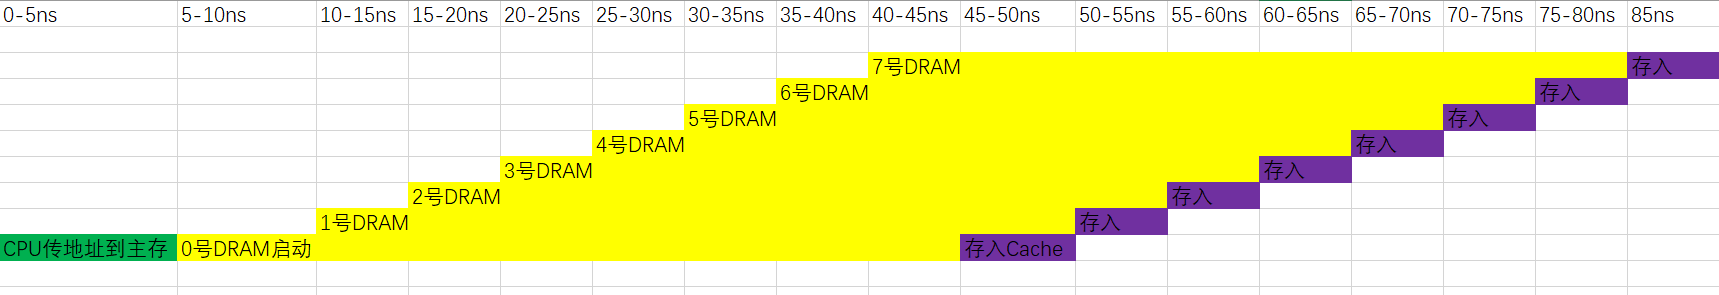 0-5ns 5-10ns 10-15ns 15-20ns 20-25ns 25-30ns 30-35ns 35-40ns 40-45ns 45-50ns 50-55ns 55-60ns 60-65ns 65-70ns 70-75ns 75-80ns 85ns
7号DRAM 存入
6号DRAM 存入
5号DRAM 存入
4号DRAM 存入
3号DRAM 存入
2号DRAM 存入
1号DRAM 存入
CPU传地址到主存 0号DRAM启动 存入Cache